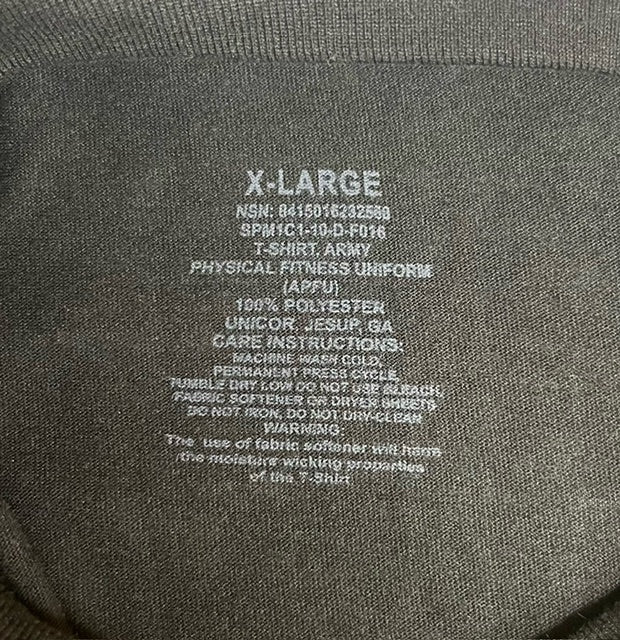 X-LARGE
NSN: 8415016232560
SPM1C1-10-D-F016
T-SHIRT, ARMY
PHYSICAL FITNESS UNIFORM
(APFU)
100% POLYESTER
UNICOR, JESUP, GA
CARE INSTRUCTIONS:
MACHINE WASH COLD,
PERMANENT PRESS CYCLE
TUMBLE DRY LOW DO NOT USE BLEACH,
FABRIC SOFTENER OR DRYER SHEETS
DO NOT IRON, DO NOT DRY-CLEAN
WARNING:
The use of fabric softener will harm
the moisture wicking properties
of the T-Shirt